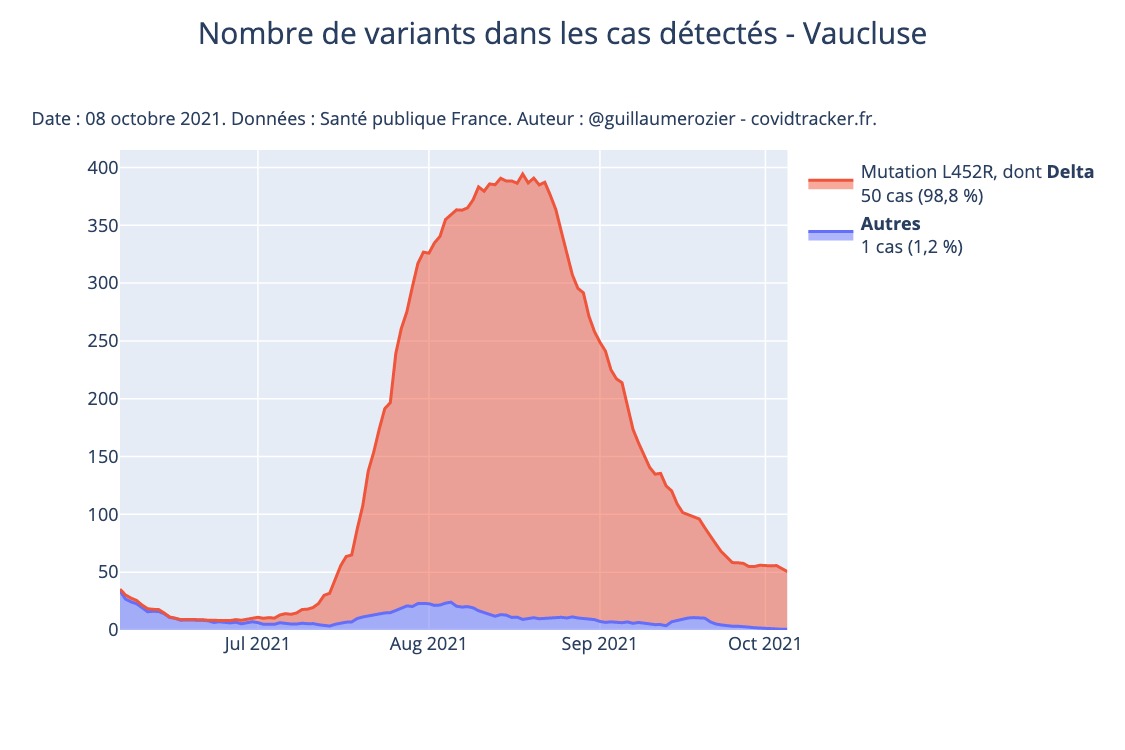 Nombre de variants dans les cas détectés - Vaucluse
Date : 08 octobre 2021. Données : Santé publique France. Auteur : @guillaumerozier - covidtracker.fr.
400
350
300
250
200
150
100
50
0
Jul 2021
Aug 2021
Sep 2021
Oct 2021
Mutation L452R, dont Delta
50 cas (98,8 %)
Autres
1 cas (1,2 %)